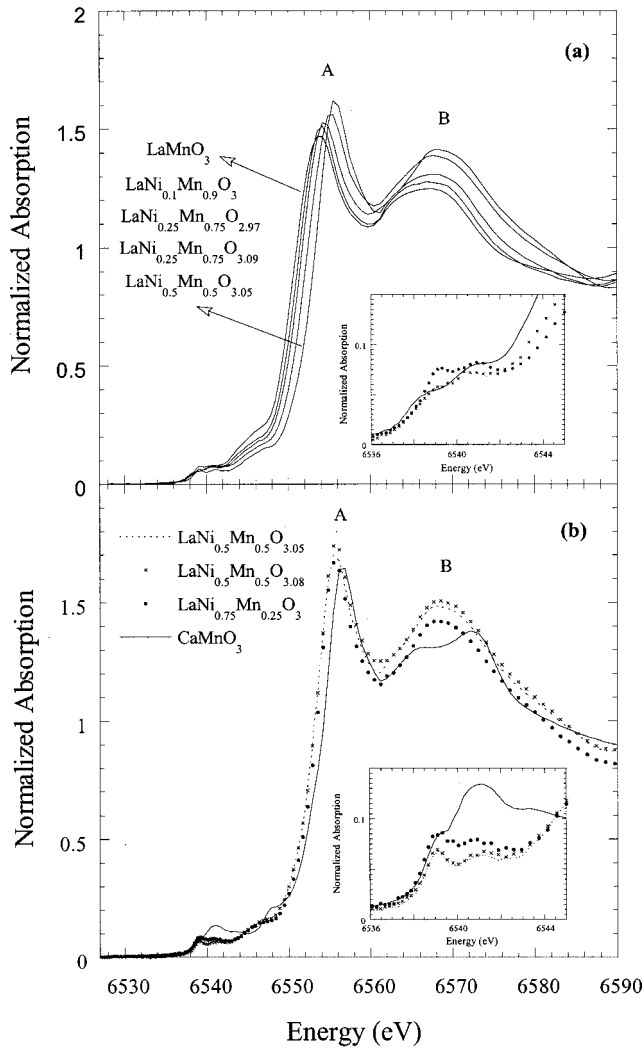 2
(a)
A
B
1.5
1
0.5
0
Normalized Absorption
LaMnO3
LaNi0.1Mn0.9O3
LaNi0.25Mn0.75O2.97
LaNi0.25Mn0.75O3.09
LaNi0.5Mn0.5O3.05
0.1
0
Normalized Absorption
6536 6540 6544
Energy (eV)
(b)
A
B
LaNi0.5Mn0.5O3.05
LaNi0.5Mn0.5O3.08
LaNi0.75Mn0.25O3
CaMnO3
1.5
1
0.5
0
Normalized Absorption
0.1
0
Normalized Absorption
6536 6540 6544
Energy (eV)
6530 6540 6550 6560 6570 6580 6590
Energy (eV)